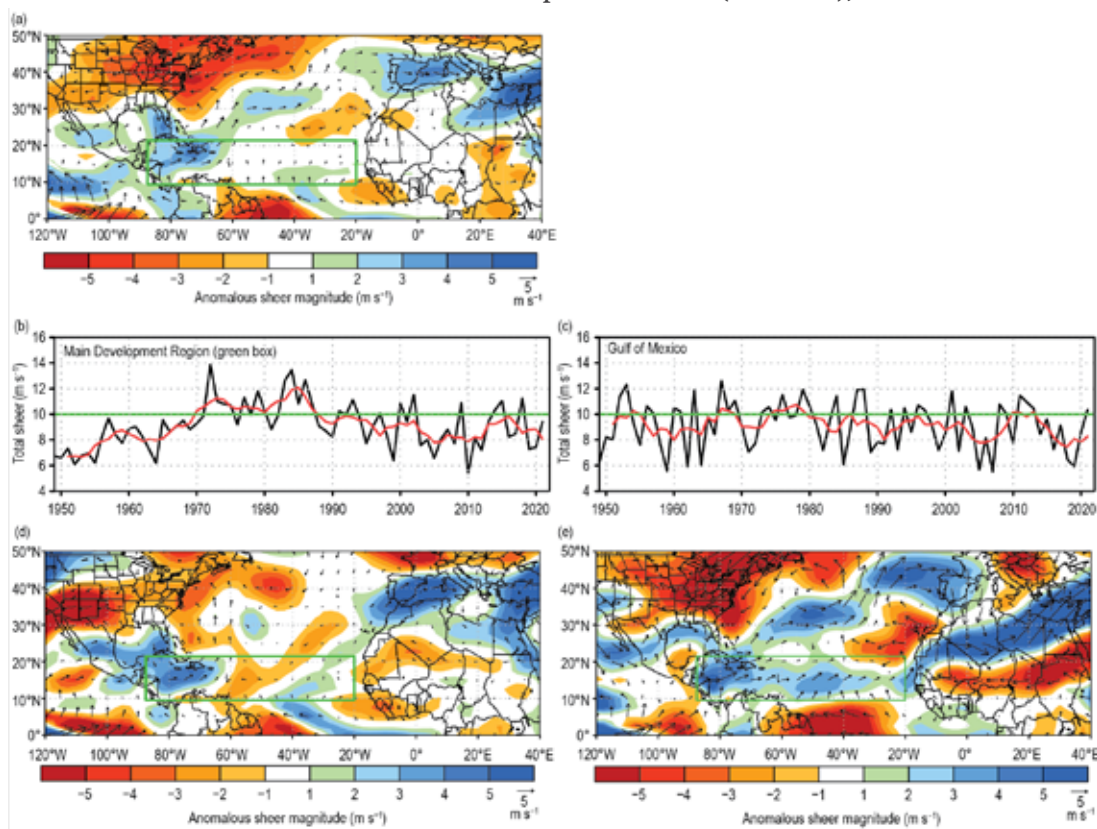 (a)
50°N
40°N
30°N
20°N
10°N
0°
120°W 100°W 80°W 60°W 40°W 20°W 0° 20°E 40°E
−5 −4 −3 −2 −1 1 2 3 4 5 5
Anomalous sheer magnitude (m s⁻¹) m s⁻¹
(b)
Main Development Region (green box)
Total sheer (m s⁻¹)
16
14
12
10
8
6
4
1950 1960 1970 1980 1990 2000 2010 2020
(c)
Gulf of Mexico
Total sheer (m s⁻¹)
16
14
12
10
8
6
4
1950 1960 1970 1980 1990 2000 2010 2020
(d)
50°N
40°N
30°N
20°N
10°N
0°
120°W 100°W 80°W 60°W 40°W 20°W 0° 20°E 40°E
−5 −4 −3 −2 −1 1 2 3 4 5 5
Anomalous sheer magnitude (m s⁻¹) m s⁻¹
(e)
50°N
40°N
30°N
20°N
10°N
0°
120°W 100°W 80°W 60°W 40°W 20°W 0° 20°E 40°E
−5 −4 −3 −2 −1 1 2 3 4 5 5
Anomalous sheer magnitude (m s⁻¹) m s⁻¹